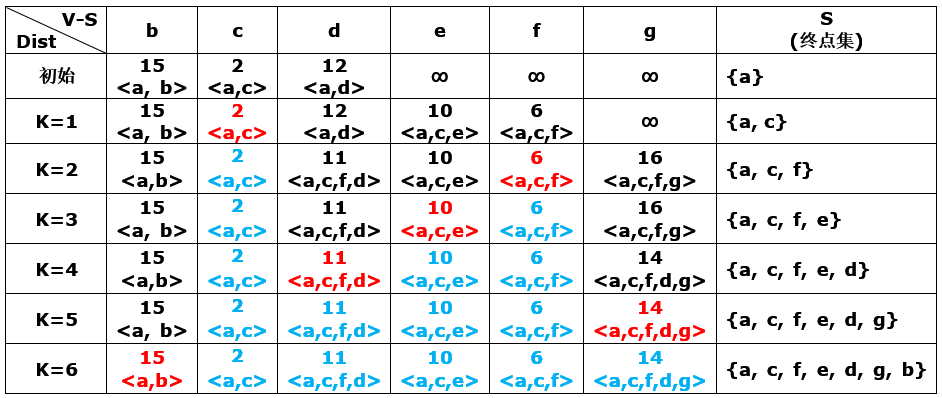 V-S
Dist
b c d e f g S
(终点集)
初始 15 2 12 ∞ ∞ ∞ {a}
<a, b> <a,c> <a,d>
K=1 15 2 12 10 6 ∞ {a, c}
<a, b> <a,c> <a,d> <a,c,e> <a,c,f>
K=2 15 2 11 10 6 16 {a, c, f}
<a,b> <a,c> <a,c,f,d> <a,c,e> <a,c,f> <a,c,f,g>
K=3 15 2 11 10 6 16 {a, c, f, e}
<a, b> <a,c> <a,c,f,d> <a,c,e> <a,c,f> <a,c,f,g>
K=4 15 2 11 10 6 14 {a, c, f, e, d}
<a,b> <a,c> <a,c,f,d> <a,c,e> <a,c,f> <a,c,f,d,g>
K=5 15 2 11 10 6 14 {a, c, f, e, d, g}
<a, b> <a,c> <a,c,f,d> <a,c,e> <a,c,f> <a,c,f,d,g>
K=6 15 2 11 10 6 14 {a, c, f, e, d, g, b}
<a,b> <a,c> <a,c,f,d> <a,c,e> <a,c,f> <a,c,f,d,g>